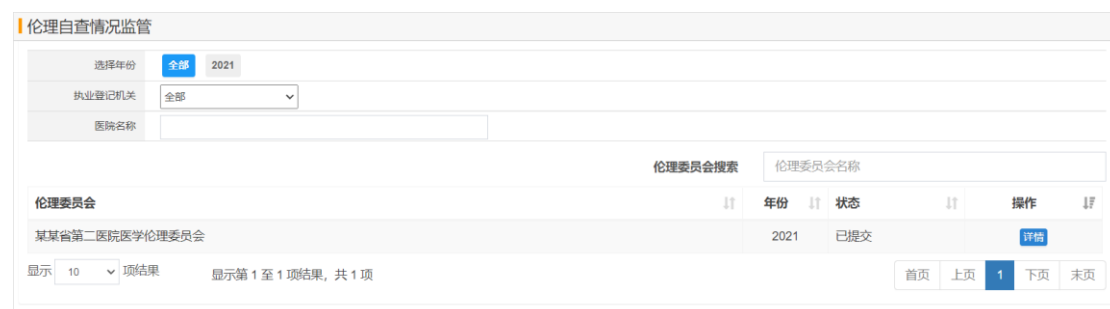 伦理自查情况监管
选择年份 全部 2021
执业登记机关 全部
医院名称
伦理委员会搜索 伦理委员会名称
伦理委员会 年份 状态 操作
某某省第二医院医学伦理委员会 2021 已提交 详情
显示 10 项结果 显示第 1 至 1 项结果，共 1 项 首页 上页 1 下页 末页